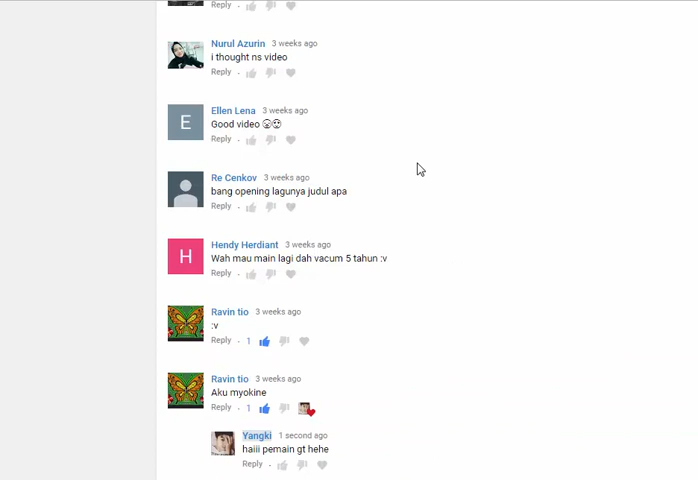 Reply
Nurul Azurin 3 weeks ago
i thought ns video
Reply
E
Ellen Lena 3 weeks ago
Good video
Reply
Re Cenkov 3 weeks ago
bang opening lagunya judul apa
Reply
H
Hendy Herdiant 3 weeks ago
Wah mau main lagi dah vacum 5 tahun :v
Reply
Ravin tio 3 weeks ago
:v
Reply 1
Ravin tio 3 weeks ago
Aku myokine
Reply 1
Yangki 1 second ago
haiii pemain gt hehe
Reply